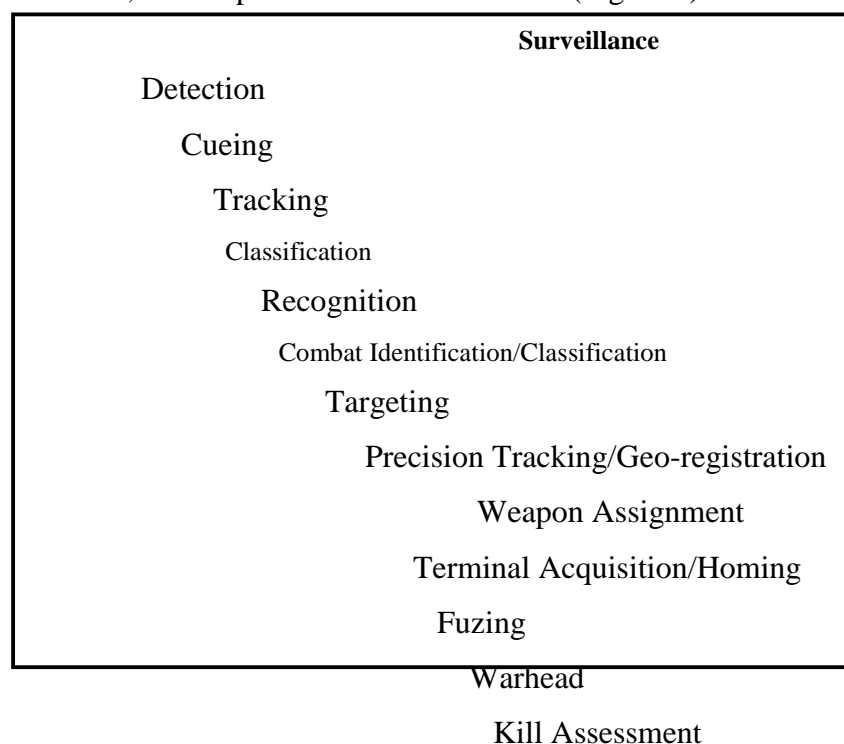 Surveillance
Detection
Cueing
Tracking
Classification
Recognition
Combat Identification/Classification
Targeting
Precision Tracking/Geo-registration
Weapon Assignment
Terminal Acquisition/Homing
Fuzing
Warhead
Kill Assessment